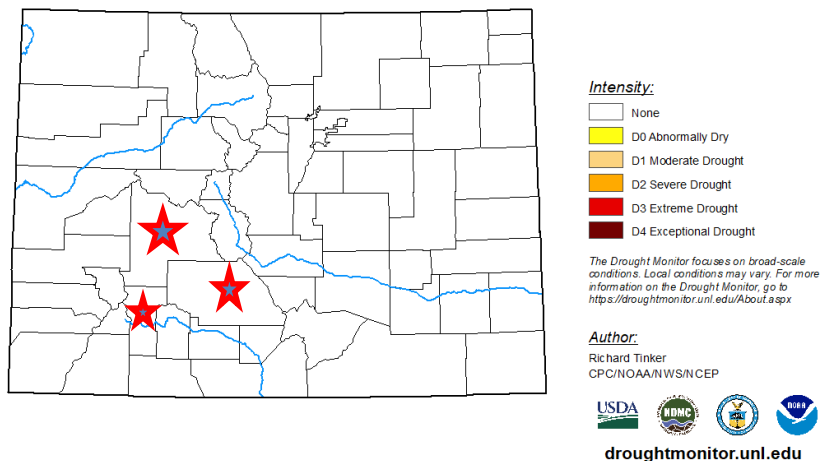 Intensity:
None
D0 Abnormally Dry
D1 Moderate Drought
D2 Severe Drought
D3 Extreme Drought
D4 Exceptional Drought
The Drought Monitor focuses on broad-scale
conditions. Local conditions may vary. For more
information on the Drought Monitor, go to
https://droughtmonitor.unl.edu/About.aspx
Author:
Richard Tinker
CPC/NOAA/NWS/NCEP
USDA
NDMC
NOAA
droughtmonitor.unl.edu